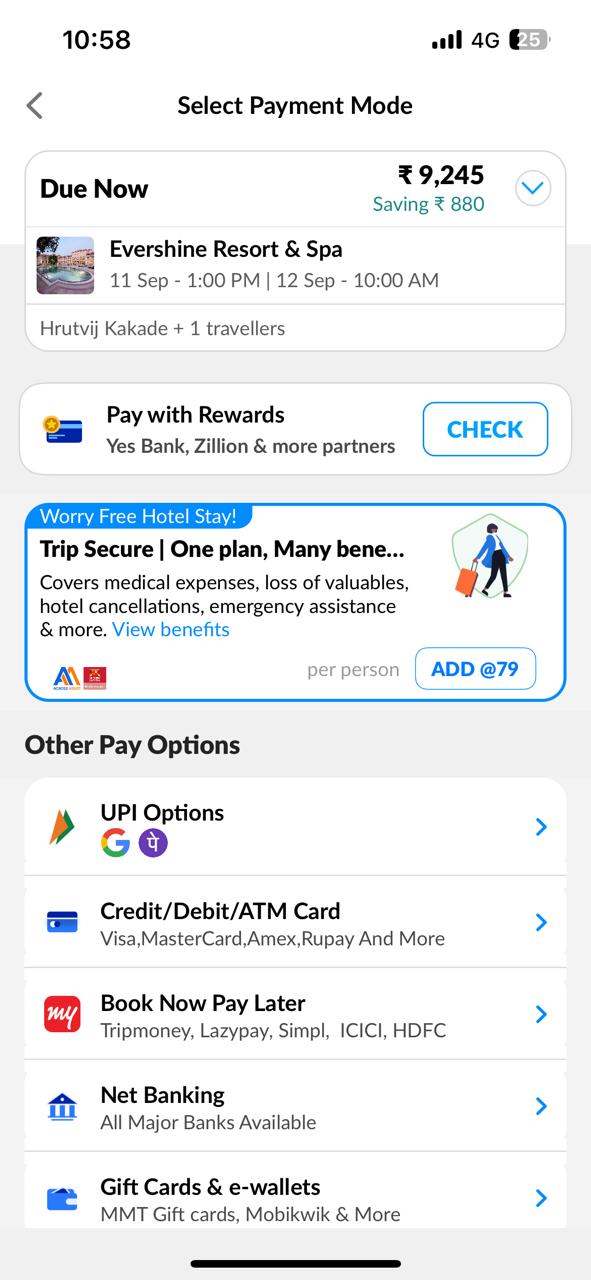 10:58
4G 25
Select Payment Mode
Due Now
₹ 9,245
Saving ₹ 880
Evershine Resort & Spa
11 Sep - 1:00 PM | 12 Sep - 10:00 AM
Hrutvij Kakade + 1 travellers
Pay with Rewards
Yes Bank, Zillion & more partners
CHECK
Worry Free Hotel Stay!
Trip Secure | One plan, Many bene...
Covers medical expenses, loss of valuables,
hotel cancellations, emergency assistance
& more. View benefits
ACROSS ASSIST
per person
ADD @79
Other Pay Options
UPI Options
पे
Credit/Debit/ATM Card
Visa,MasterCard,Amex,Rupay And More
my
Book Now Pay Later
Tripmoney, Lazypay, Simpl, ICICI, HDFC
Net Banking
All Major Banks Available
Gift Cards & e-wallets
MMT Gift cards, Mobikwik & More